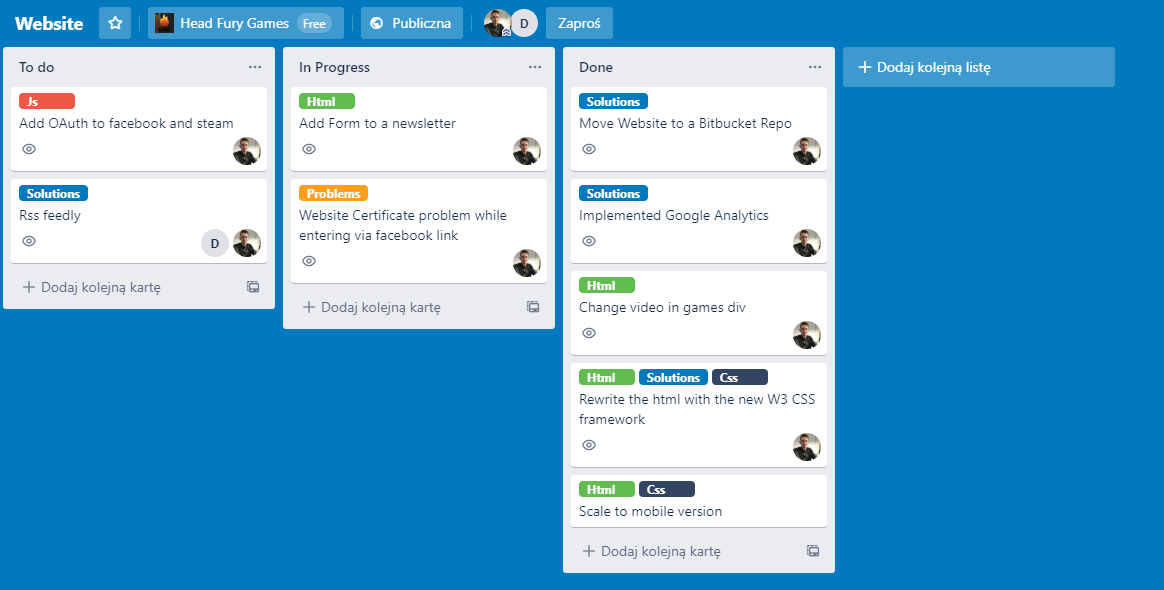 Website
Head Fury Games Free
Publiczna
D
Zaproś
To do
Js
Add OAuth to facebook and steam
Solutions
Rss feedly
D
Dodaj kolejną kartę
In Progress
Html
Add Form to a newsletter
Problems
Website Certificate problem while
entering via facebook link
Dodaj kolejną kartę
Done
Solutions
Move Website to a Bitbucket Repo
Solutions
Implemented Google Analytics
Html
Change video in games div
Html Solutions Css
Rewrite the html with the new W3 CSS
framework
Html Css
Scale to mobile version
Dodaj kolejną kartę
Dodaj kolejną listę